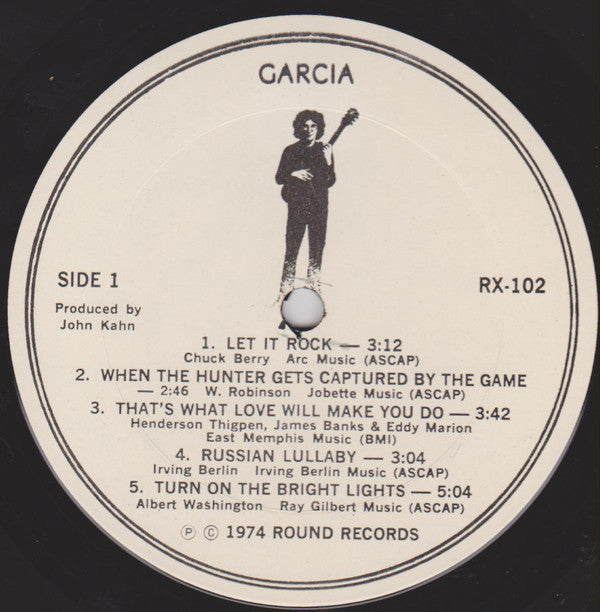 GARCIA
SIDE 1
RX-102
Produced by
John Kahn
1. LET IT ROCK — 3:12
Chuck Berry Arc Music (ASCAP)
2. WHEN THE HUNTER GETS CAPTURED BY THE GAME
— 2:46 W. Robinson Jobette Music (ASCAP)
3. THAT'S WHAT LOVE WILL MAKE YOU DO — 3:42
Henderson Thigpen, James Banks & Eddy Marion
East Memphis Music (BMI)
4. RUSSIAN LULLABY — 3:04
Irving Berlin Irving Berlin Music (ASCAP)
5. TURN ON THE BRIGHT LIGHTS — 5:04
Albert Washington Ray Gilbert Music (ASCAP)
Ⓟ © 1974 ROUND RECORDS